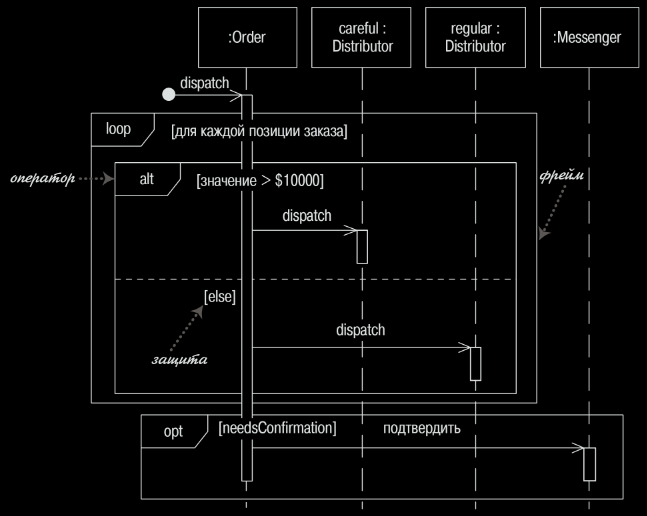 :Order
careful :
Distributor
regular :
Distributor
:Messenger
dispatch
loop
[для каждой позиции заказа]
оператор
alt
[значение > $10000]
фрейм
dispatch
[else]
dispatch
защита
opt
[needsConfirmation]
подтвердить